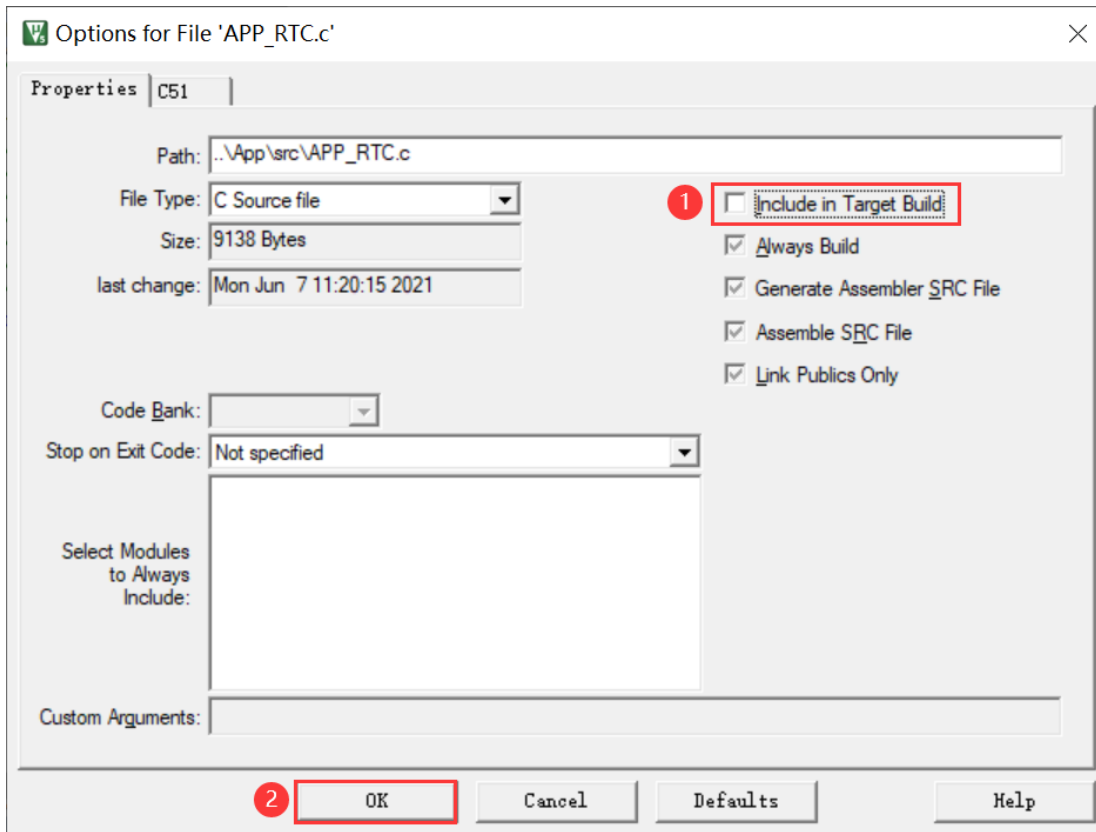 Options for File 'APP_RTC.c'
Properties C51
Path: ..\App\src\APP_RTC.c
File Type: C Source file
1 Include in Target Build
Size: 9138 Bytes
Always Build
last change: Mon Jun  7 11:20:15 2021
Generate Assembler SRC File
Assemble SRC File
Link Publics Only
Code Bank:
Stop on Exit Code: Not specified
Select Modules
to Always
Include:
Custom Arguments:
2 OK Cancel Defaults Help